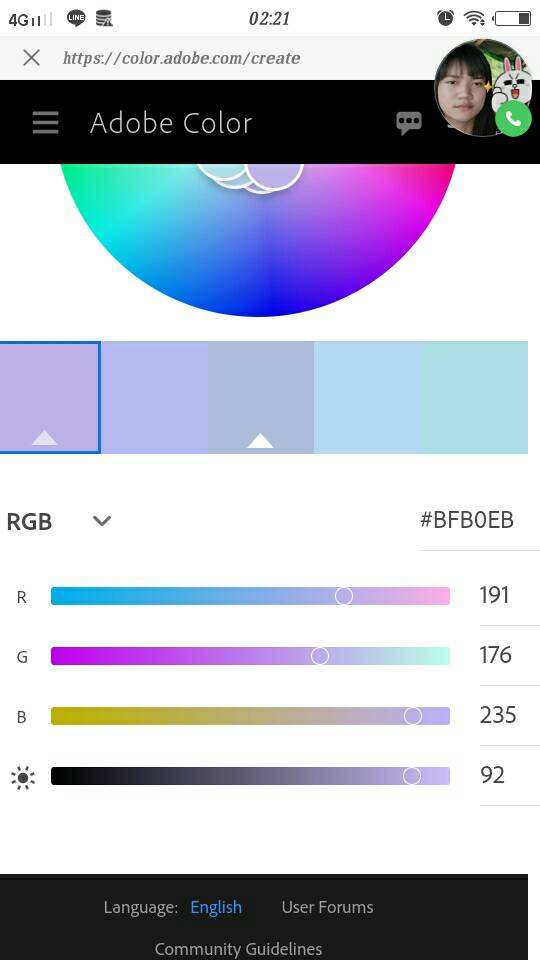 4G LINE 02:21
https://color.adobe.com/create
Adobe Color
RGB #BFB0EB
R 191
G 176
B 235
92
Language: English User Forums
Community Guidelines